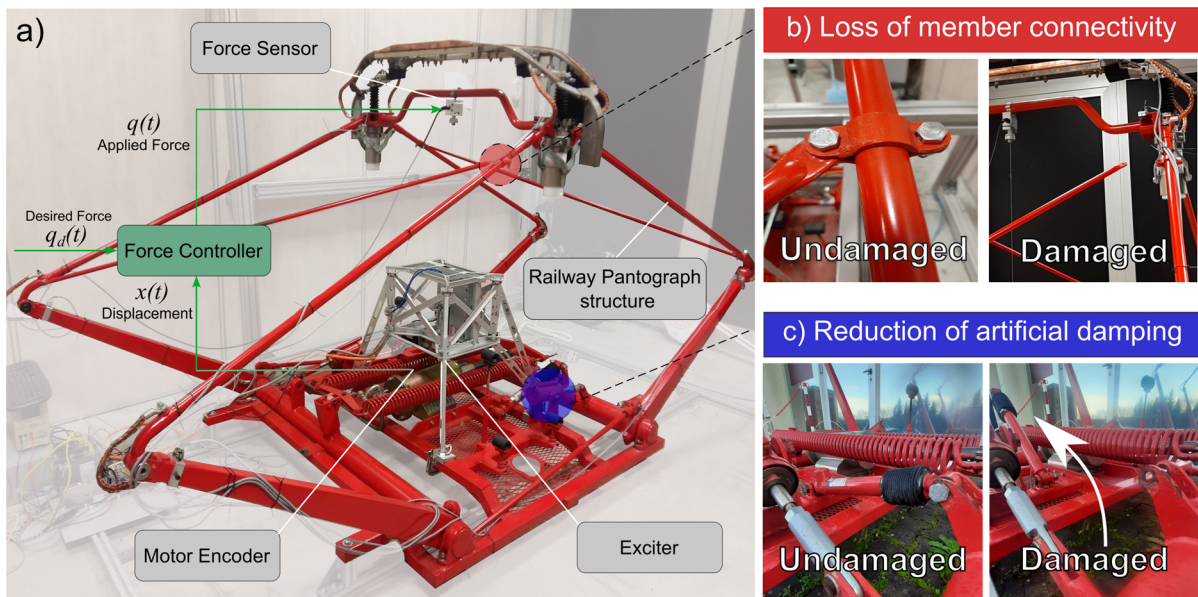 a)
Force Sensor
q(t)
Applied Force
Desired Force
q_d(t)
Force Controller
x(t)
Displacement
Railway Pantograph
structure
Motor Encoder
Exciter
b) Loss of member connectivity
Undamaged
Damaged
c) Reduction of artificial damping
Undamaged
Damaged